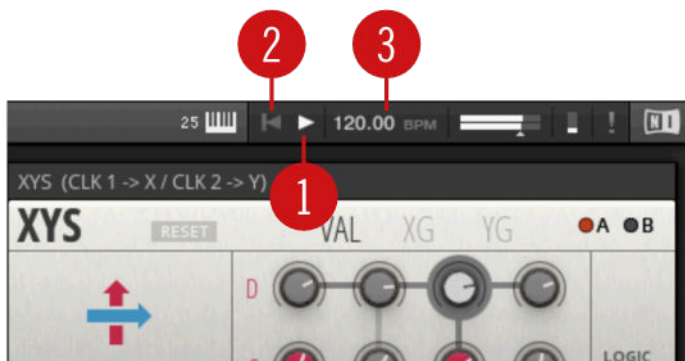 2 3
25 120.00 BPM ! NI
XYS (CLK 1 -> X / CLK 2 -> Y)
1
XYS RESET VAL XG YG A B
D
LOGIC